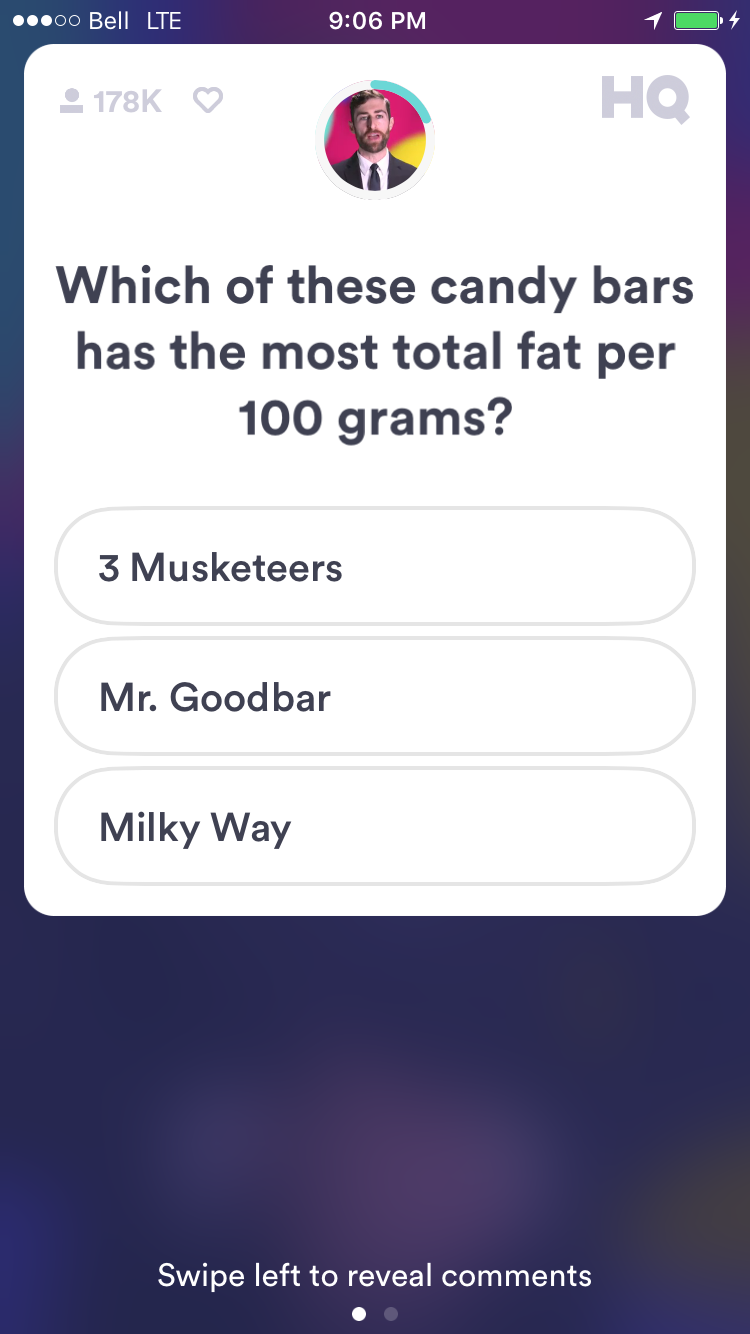 Bell LTE 9:06 PM
178K HQ
Which of these candy bars
has the most total fat per
100 grams?
3 Musketeers
Mr. Goodbar
Milky Way
Swipe left to reveal comments